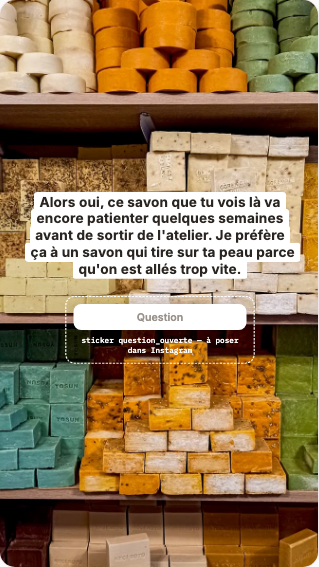 Alors oui, ce savon que tu vois là va
encore patienter quelques semaines
avant de sortir de l'atelier. Je préfère
ça à un savon qui tire sur ta peau parce
qu'on est allés trop vite.
Question
sticker question_ouverte — à poser
dans Instagram